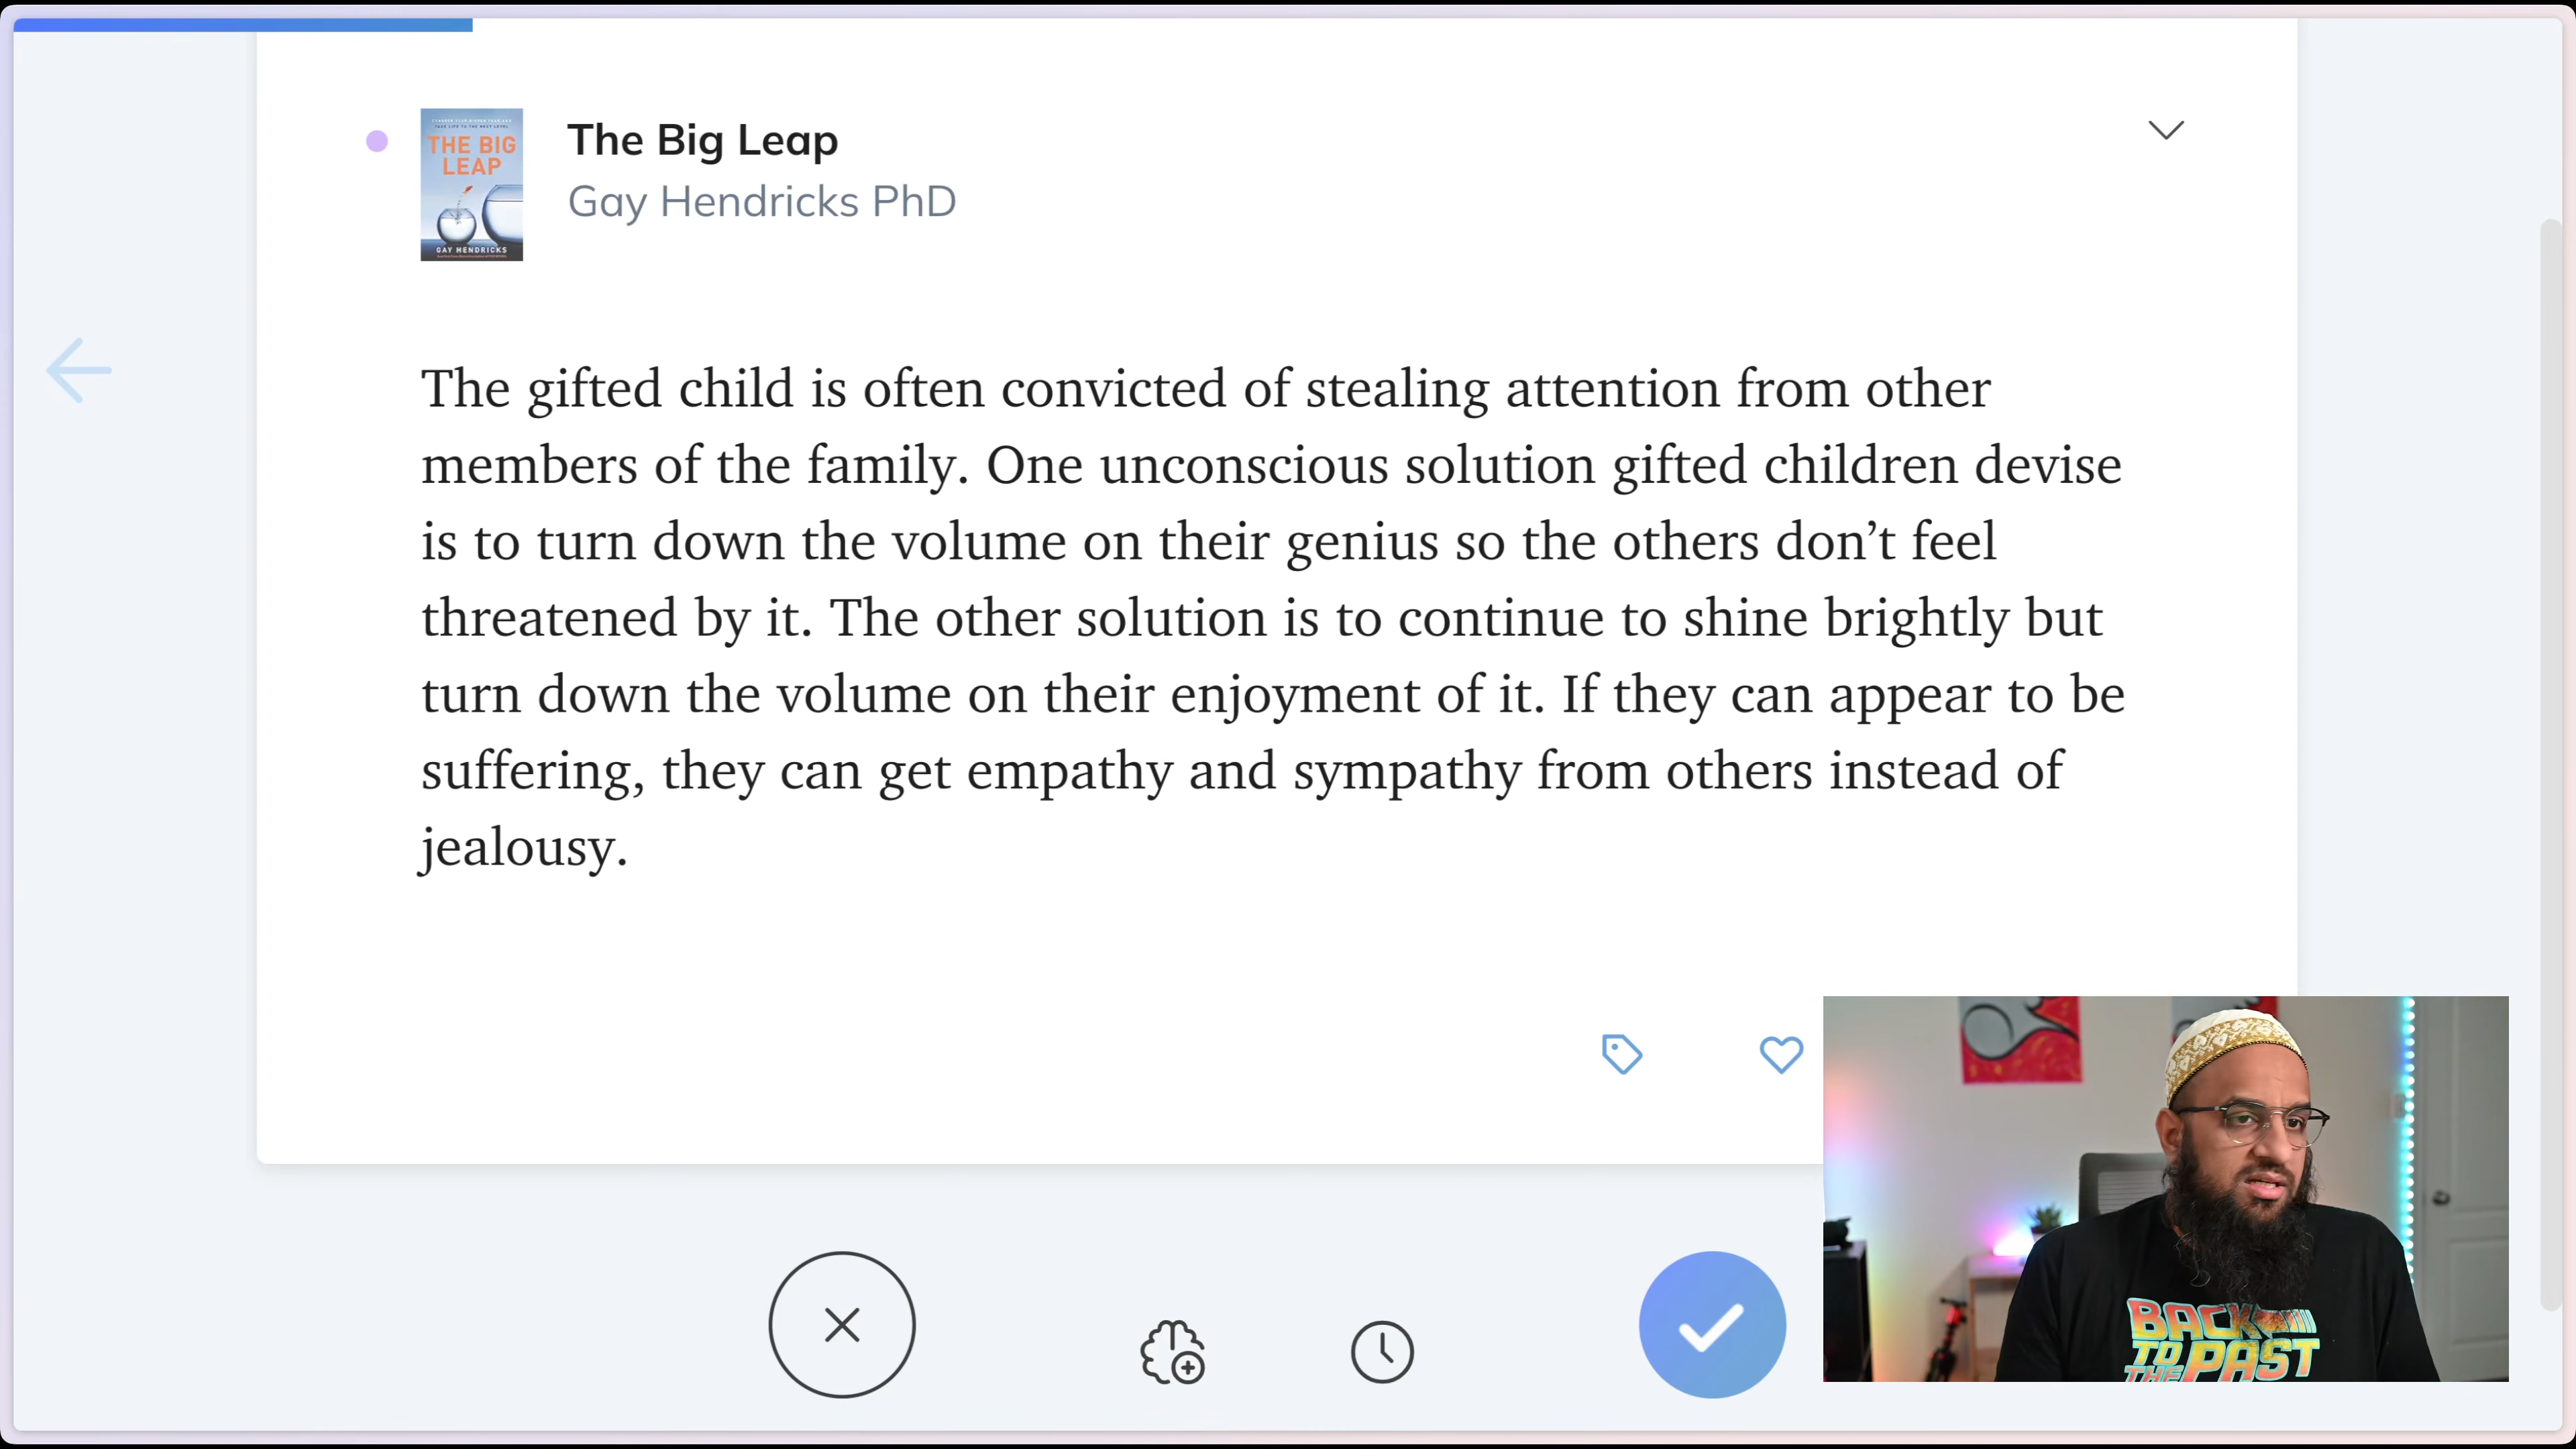 THE BIG
LEAP
GAY HENDRICKS
The Big Leap
Gay Hendricks PhD
The gifted child is often convicted of stealing attention from other
members of the family. One unconscious solution gifted children devise
is to turn down the volume on their genius so the others don’t feel
threatened by it. The other solution is to continue to shine brightly but
turn down the volume on their enjoyment of it. If they can appear to be
suffering, they can get empathy and sympathy from others instead of
jealousy.
BACK
TO THE PAST